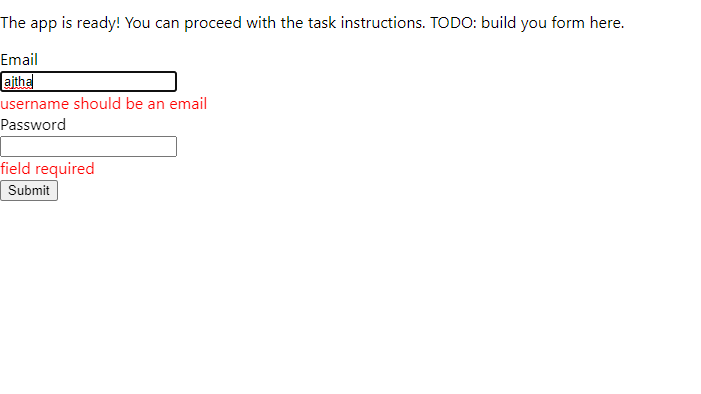 The app is ready! You can proceed with the task instructions. TODO: build you form here.
Email
ajtha
username should be an email
Password
field required
Submit